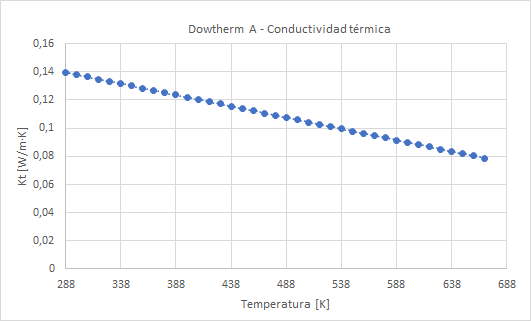 Dowtherm A - Conductividad térmica
Kt [W/m·K]
0,16
0,14
0,12
0,1
0,08
0,06
0,04
0,02
0
288 338 388 438 488 538 588 638 688
Temperatura [K]